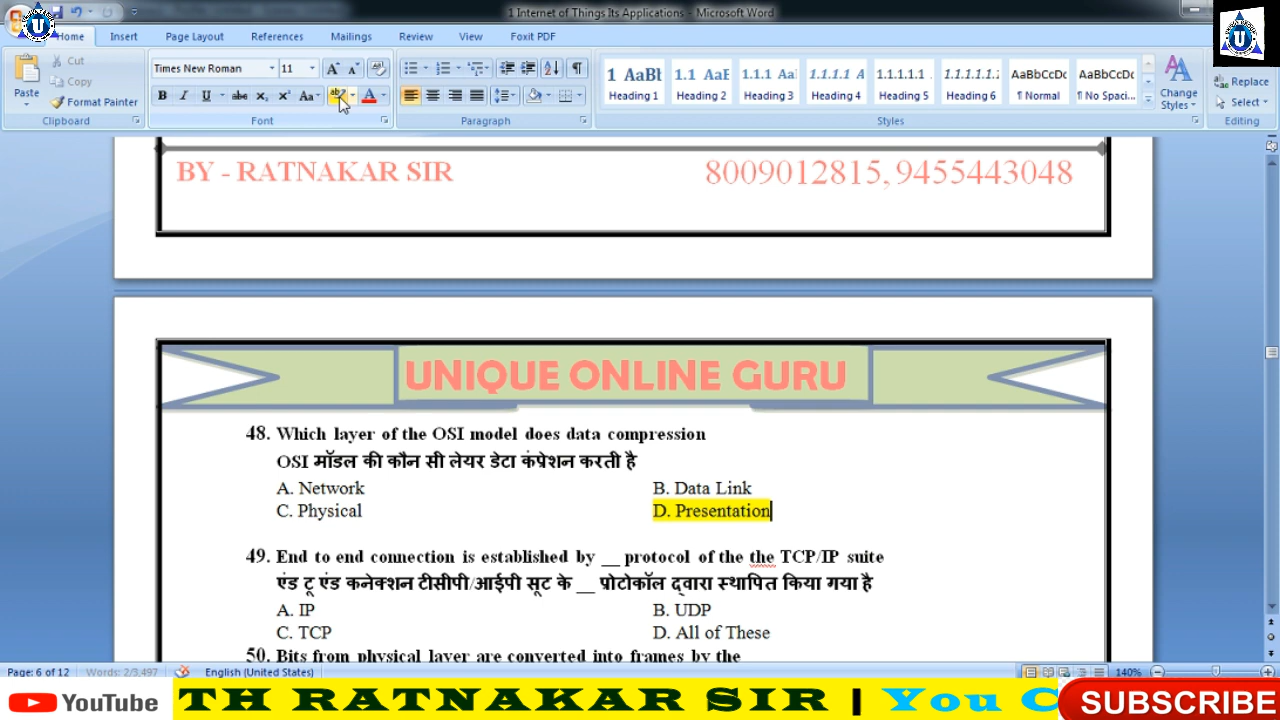 1 Internet of Things Its Applications - Microsoft Word
Home Insert Page Layout References Mailings Review View Foxit PDF
Cut
Copy
Paste
Format Painter
Clipboard
Times New Roman 11
Font
Paragraph
1 AaBb 1.1 AaB 1.1.1 Aa 1.1.1.1 A 1.1.1.1.1 1.1.1.1.1. AaBbCcDc AaBbCcDc
Heading 1 Heading 2 Heading 3 Heading 4 Heading 5 Heading 6 ¶ Normal ¶ No Spaci...
Styles
Change
Styles
Replace
Select
Editing
BY - RATNAKAR SIR 8009012815, 9455443048
UNIQUE ONLINE GURU
48. Which layer of the OSI model does data compression
OSI मॉडल की कौन सी लेयर डेटा कंप्रेशन करती है
A. Network B. Data Link
C. Physical D. Presentation
49. End to end connection is established by __ protocol of the the TCP/IP suite
एंड टू एंड कनेक्शन टीसीपी/आईपी सूट के __ प्रोटोकॉल द्वारा स्थापित किया गया है
A. IP B. UDP
C. TCP D. All of These
50. Bits from physical layer are converted into frames by the
Page: 6 of 12 Words: 2/3,497 English (United States) 140%
YouTube TH RATNAKAR SIR | You C SUBSCRIBE